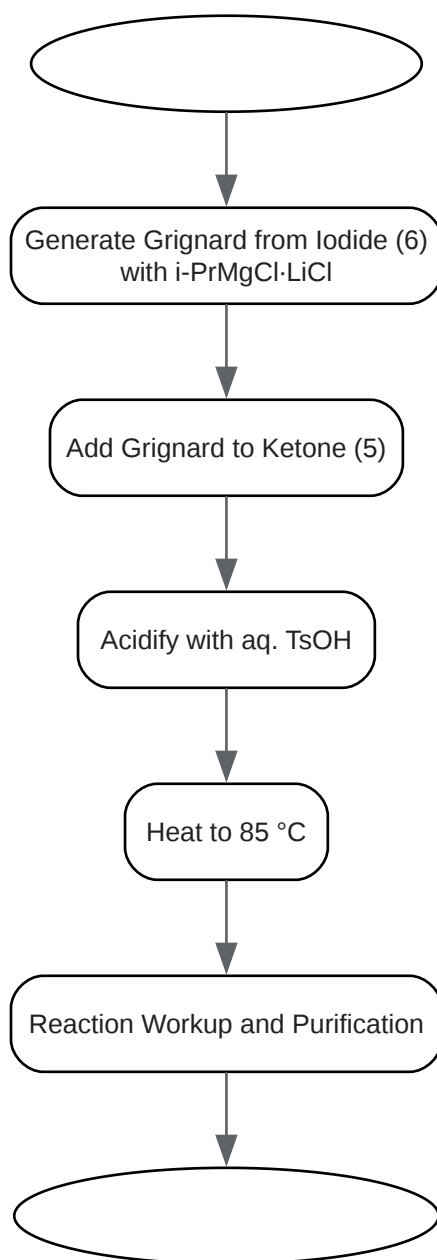 Generate Grignard from Iodide (6)
with i-PrMgCl·LiCl
Add Grignard to Ketone (5)
Acidify with aq. TsOH
Heat to 85 °C
Reaction Workup and Purification